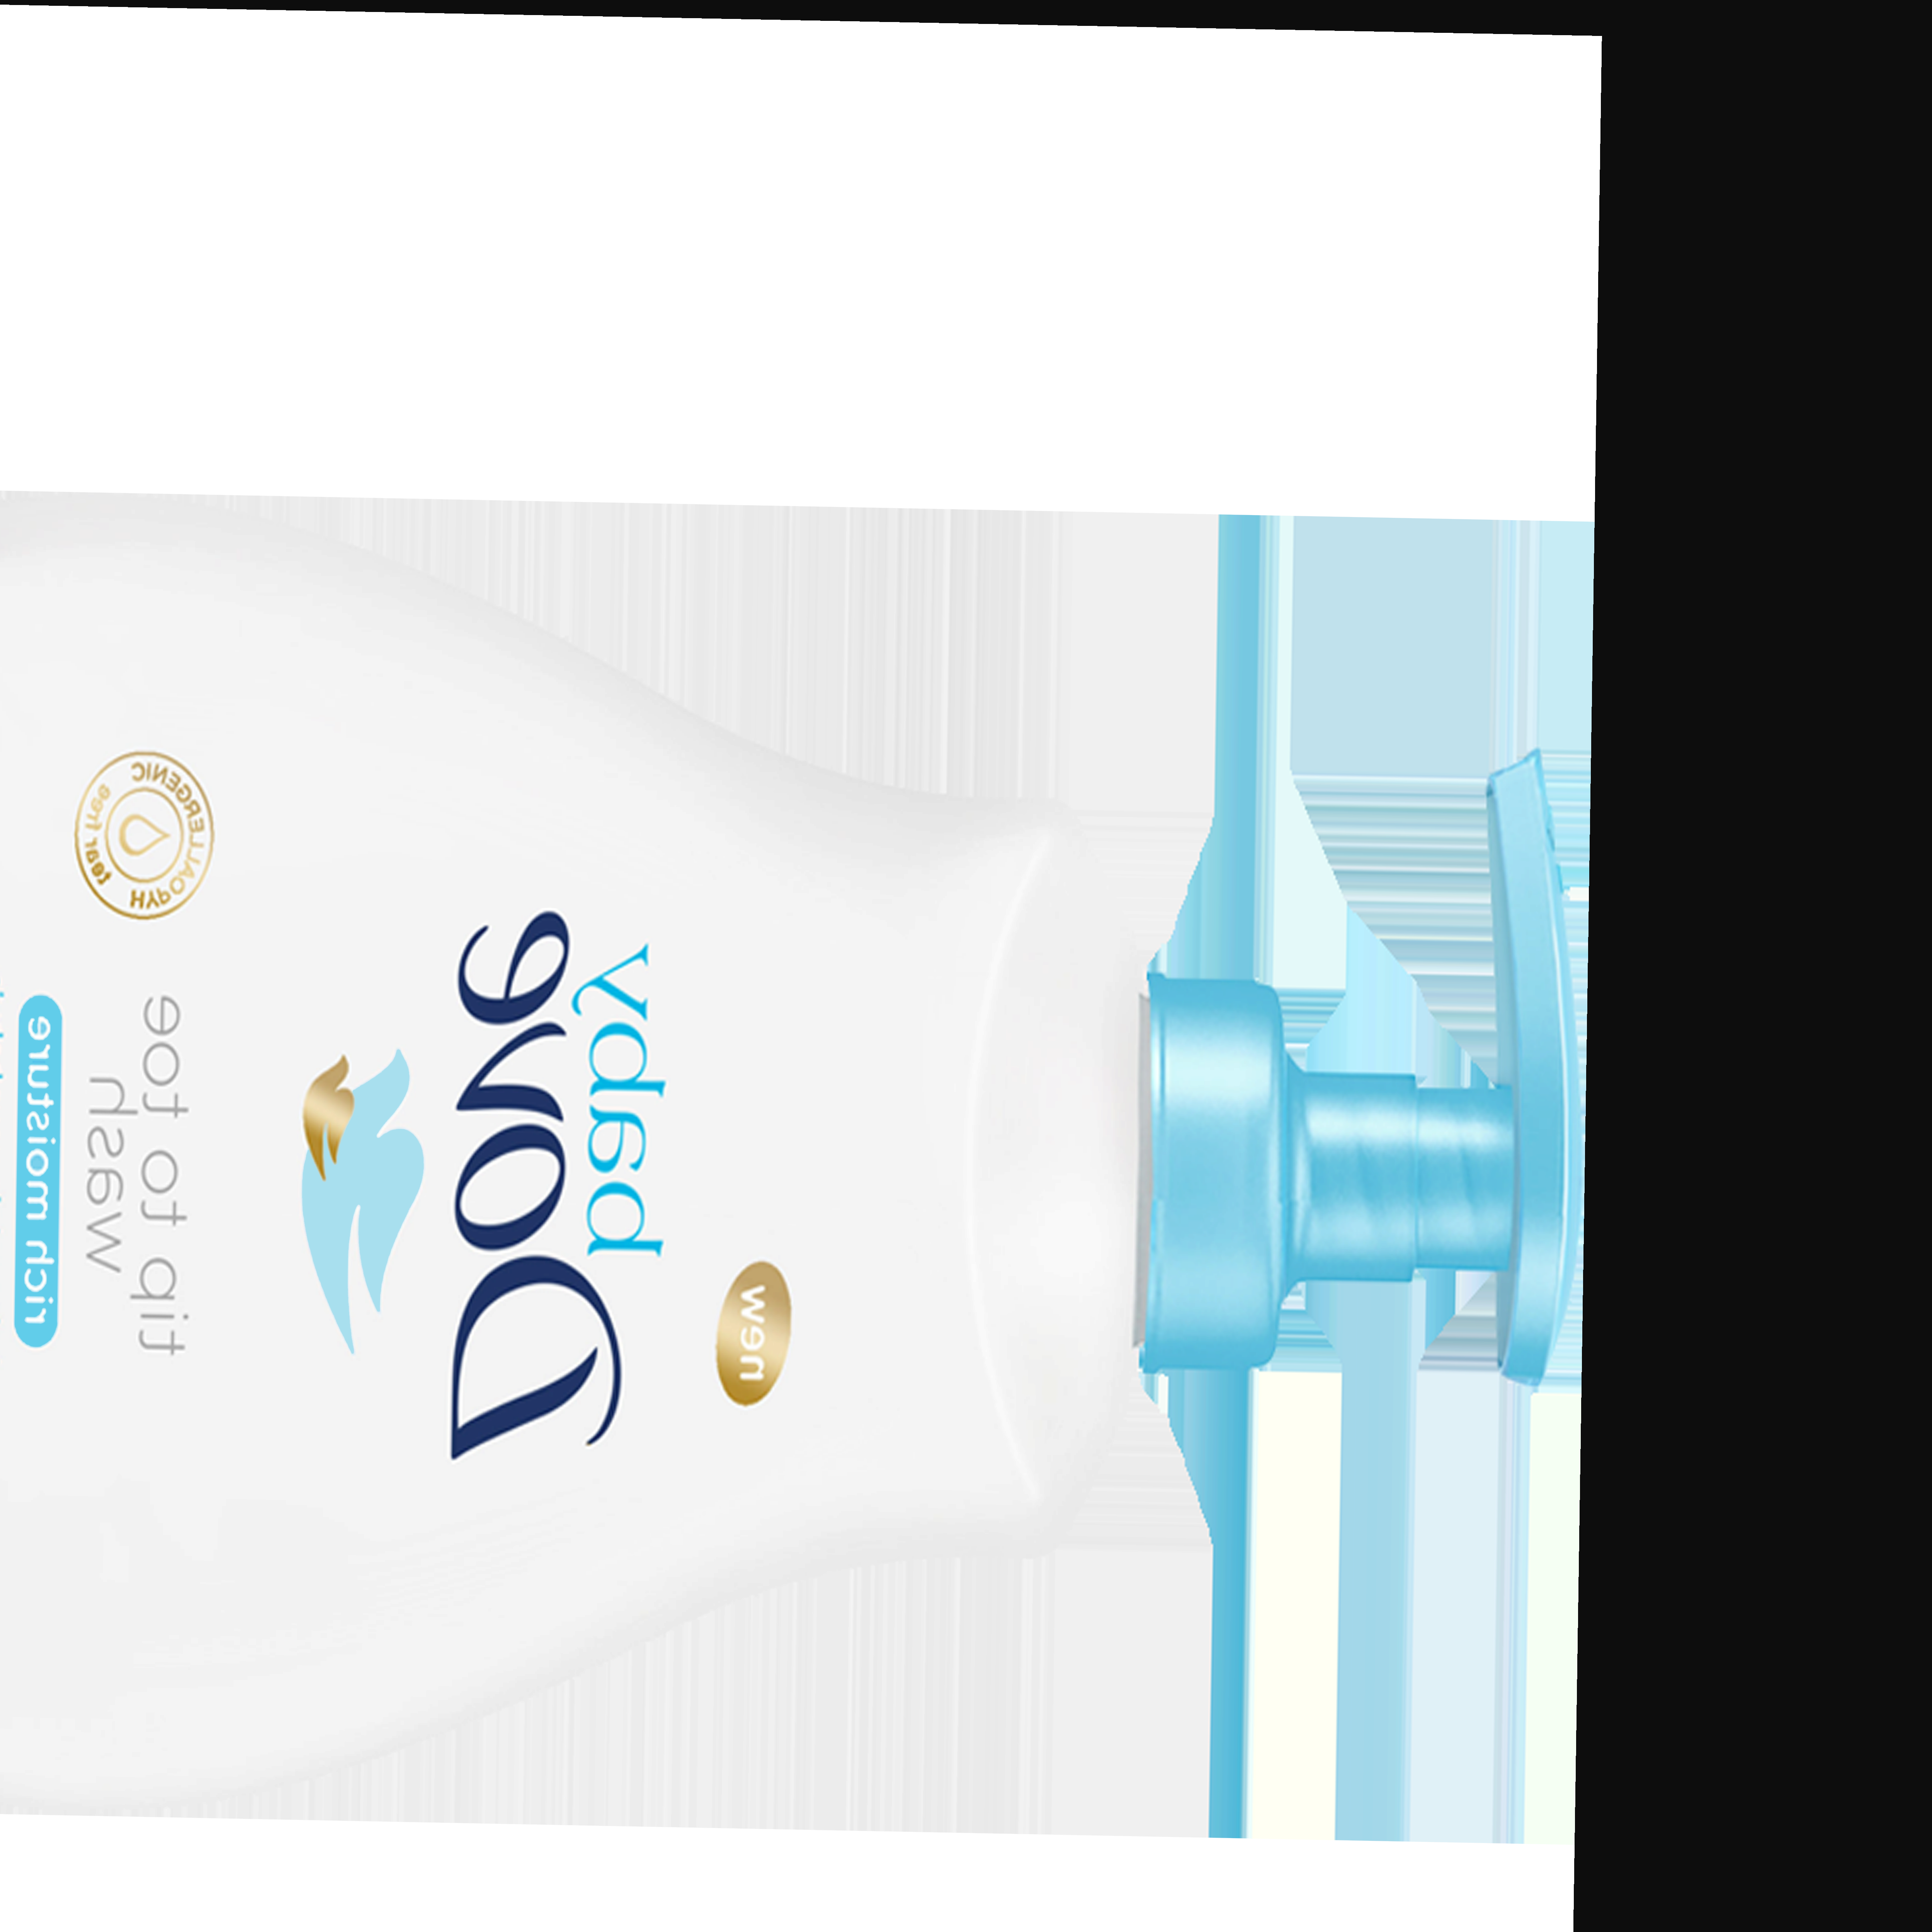 new
baby
Dove
tip to toe
wash
HYPOALLERGENIC
tear free
rich moisture